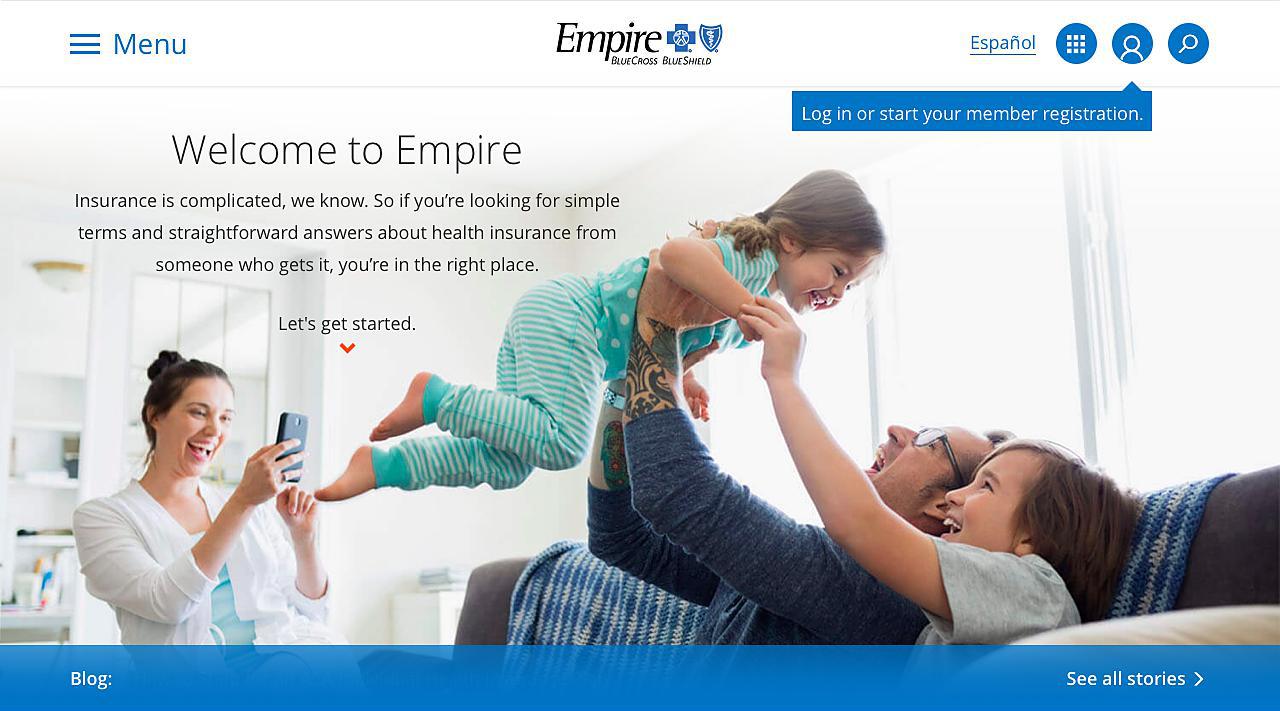 Menu
Empire
BLUECROSS BLUESHIELD
Español
Log in or start your member registration.
Welcome to Empire
Insurance is complicated, we know. So if you’re looking for simple
terms and straightforward answers about health insurance from
someone who gets it, you’re in the right place.
Let's get started.
Blog:
See all stories